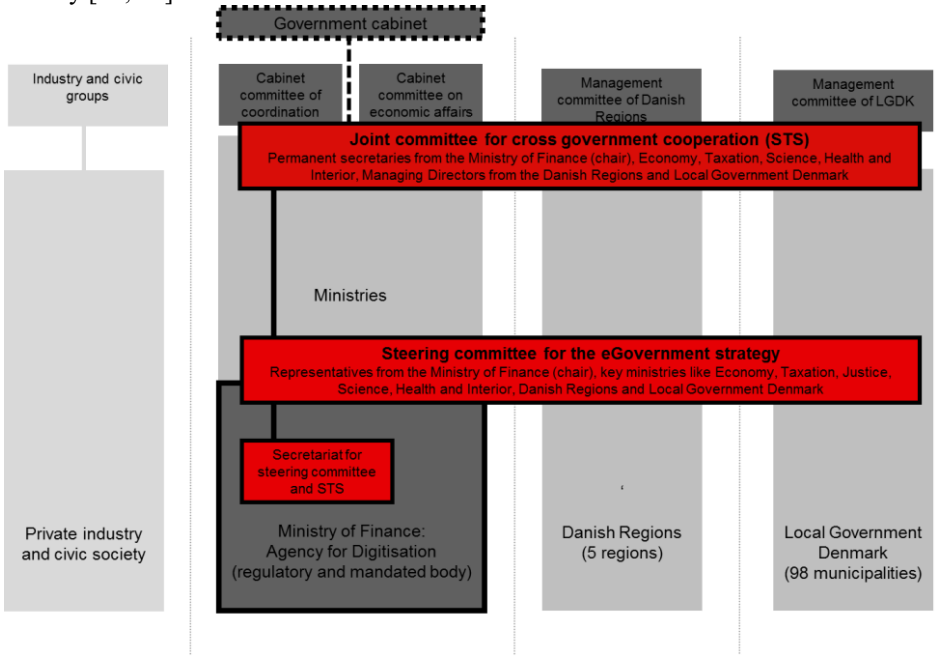 Government cabinet
Industry and civic
groups
Cabinet
committee of
coordination
Cabinet
committee on
economic affairs
Management
committee of Danish
Regions
Management
committee of LGDK
Joint committee for cross government cooperation (STS)
Permanent secretaries from the Ministry of Finance (chair), Economy, Taxation, Science, Health and
Interior, Managing Directors from the Danish Regions and Local Government Denmark
Ministries
Steering committee for the eGovernment strategy
Representatives from the Ministry of Finance (chair), key ministries like Economy, Taxation, Justice,
Science, Health and Interior, Danish Regions and Local Government Denmark
Secretariat for
steering committee
and STS
Private industry
and civic society
Ministry of Finance:
Agency for Digitisation
(regulatory and mandated body)
Danish Regions
(5 regions)
Local Government
Denmark
(98 municipalities)